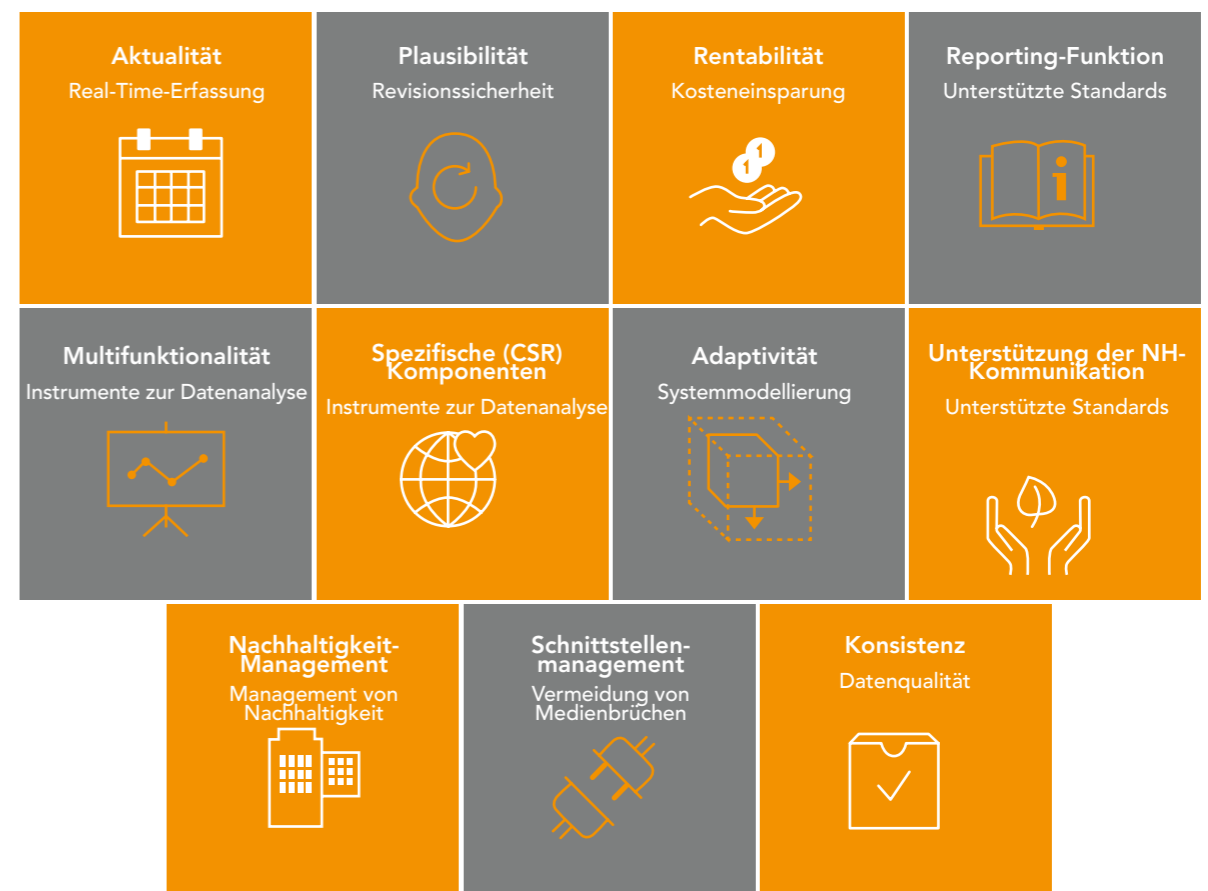 Aktualität
Real-Time-Erfassung
Plausibilität
Revisionssicherheit
Rentabilität
Kosteneinsparung
1
1
Reporting-Funktion
Unterstützte Standards
i
Multifunktionalität
Instrumente zur Datenanalyse
Spezifische (CSR)
Komponenten
Instrumente zur Datenanalyse
Adaptivität
Systemmodellierung
Unterstützung der NH-
Kommunikation
Unterstützte Standards
Nachhaltigkeit-
Management
Management von
Nachhaltigkeit
Schnittstellen-
management
Vermeidung von
Medienbrüchen
Konsistenz
Datenqualität